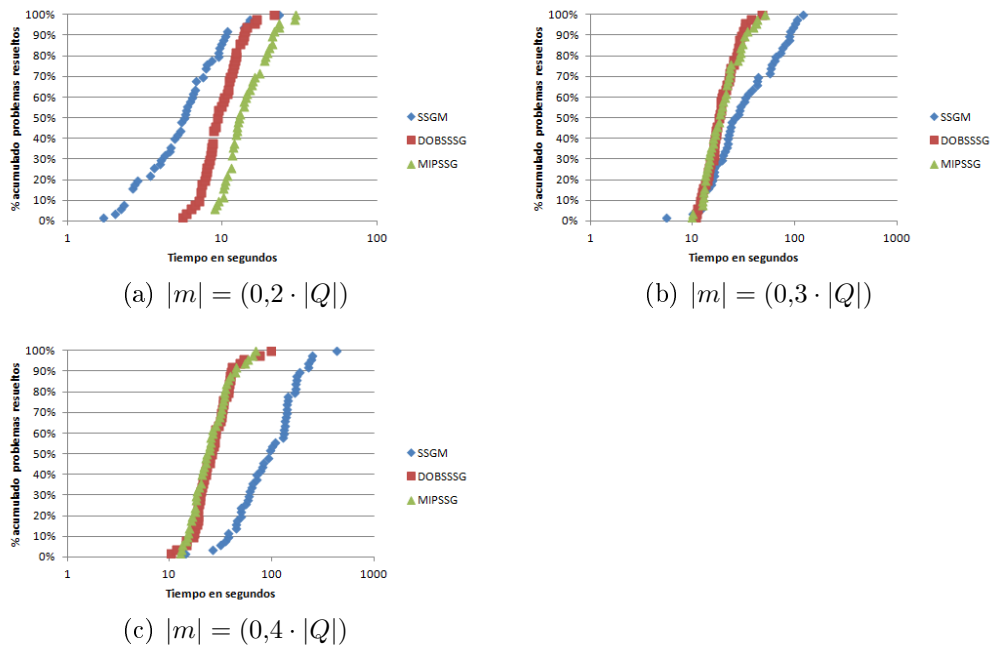 % acumulado problemas resueltos
100%
90%
80%
70%
60%
50%
40%
30%
20%
10%
0%
1
10
100
Tiempo en segundos
SSGM
DOBSSSG
MIPSSG
(a) |m| = (0,2 · |Q|)
% acumulado problemas resueltos
100%
90%
80%
70%
60%
50%
40%
30%
20%
10%
0%
1
10
100
1000
Tiempo en segundos
SSGM
DOBSSSG
MIPSSG
(b) |m| = (0,3 · |Q|)
% acumulado problemas resueltos
100%
90%
80%
70%
60%
50%
40%
30%
20%
10%
0%
1
10
100
1000
Tiempo en segundos
SSGM
DOBSSSG
MIPSSG
(c) |m| = (0,4 · |Q|)